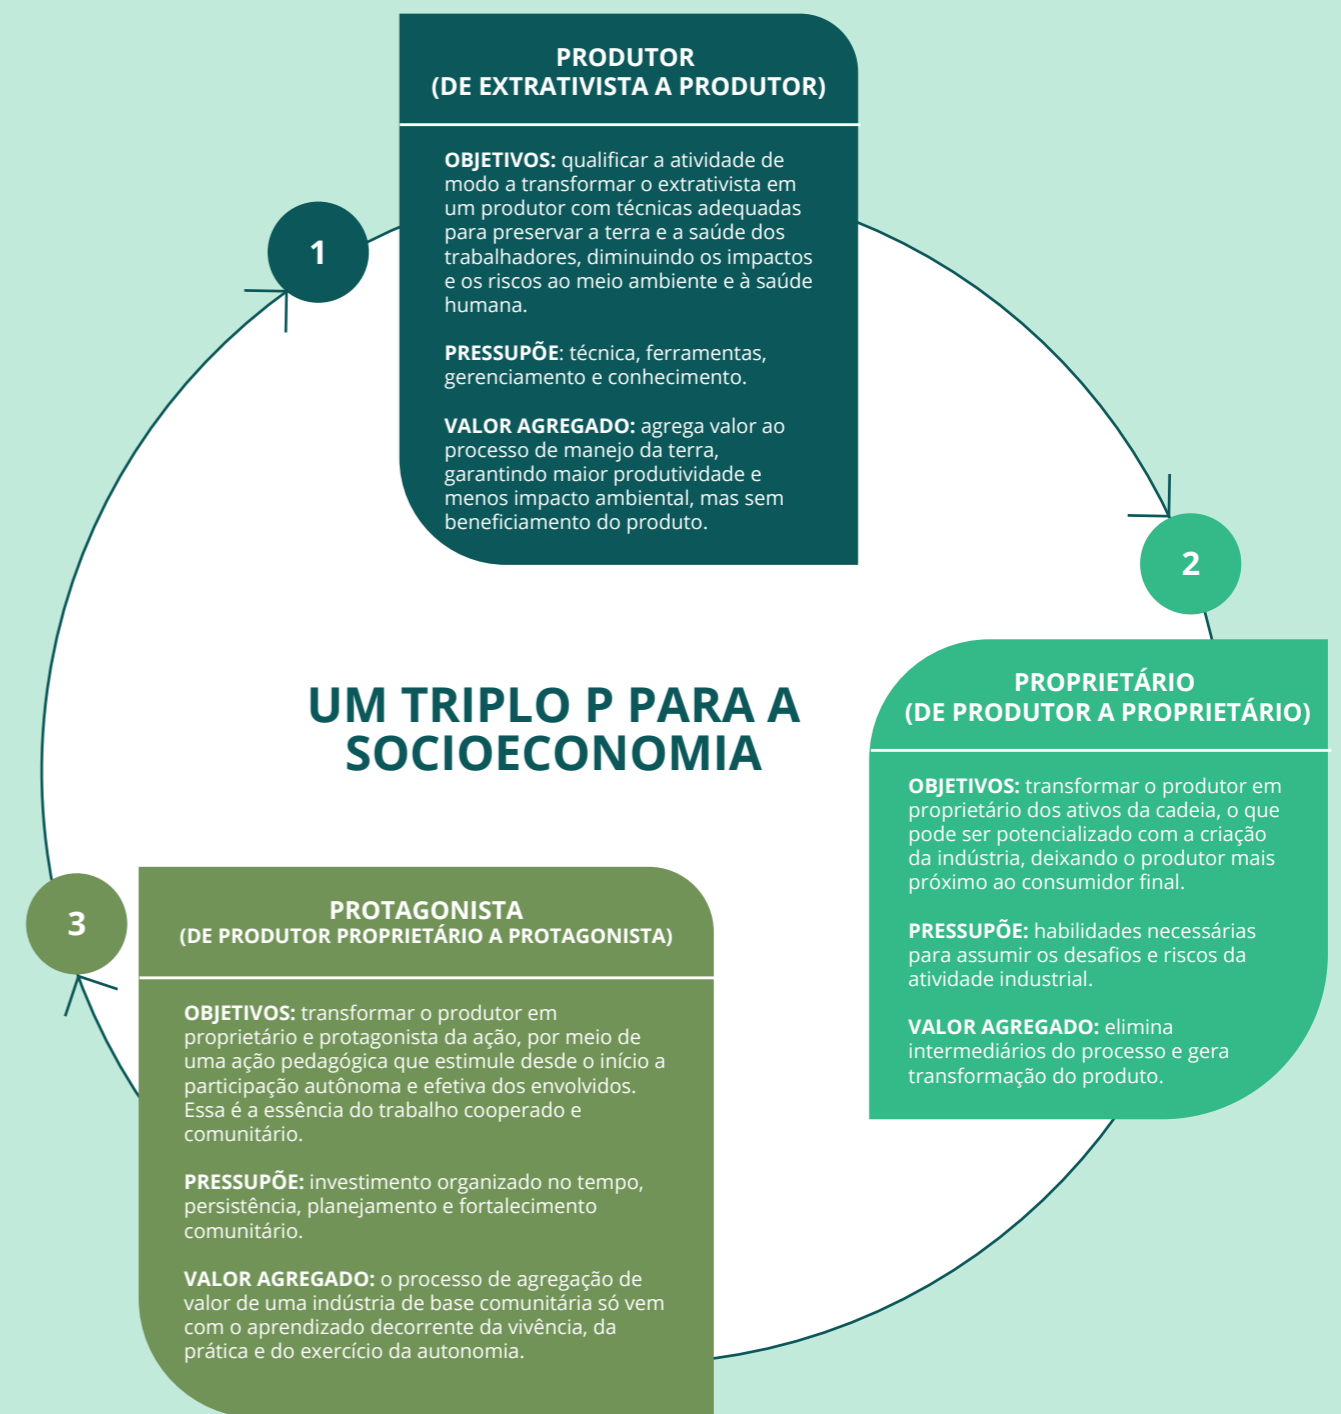 PRODUTOR
(DE EXTRATIVISTA A PRODUTOR)
OBJETIVOS: qualificar a atividade de
modo a transformar o extrativista em
um produtor com técnicas adequadas
para preservar a terra e a saúde dos
trabalhadores, diminuindo os impactos
e os riscos ao meio ambiente e à saúde
humana.
PRESSUPÕE: técnica, ferramentas,
gerenciamento e conhecimento.
VALOR AGREGADO: agrega valor ao
processo de manejo da terra,
garantindo maior produtividade e
menos impacto ambiental, mas sem
beneficiamento do produto.
1
2
UM TRIPLO P PARA A
SOCIOECONOMIA
PROPRIETÁRIO
(DE PRODUTOR A PROPRIETÁRIO)
OBJETIVOS: transformar o produtor em
proprietário dos ativos da cadeia, o que
pode ser potencializado com a criação
da indústria, deixando o produtor mais
próximo ao consumidor final.
PRESSUPÕE: habilidades necessárias
para assumir os desafios e riscos da
atividade industrial.
VALOR AGREGADO: elimina
intermediários do processo e gera
transformação do produto.
3
PROTAGONISTA
(DE PRODUTOR PROPRIETÁRIO A PROTAGONISTA)
OBJETIVOS: transformar o produtor em
proprietário e protagonista da ação, por meio de
uma ação pedagógica que estimule desde o início a
participação autônoma e efetiva dos envolvidos.
Essa é a essência do trabalho cooperado e
comunitário.
PRESSUPÕE: investimento organizado no tempo,
persistência, planejamento e fortalecimento
comunitário.
VALOR AGREGADO: o processo de agregação de
valor de uma indústria de base comunitária só vem
com o aprendizado decorrente da vivência, da
prática e do exercício da autonomia.